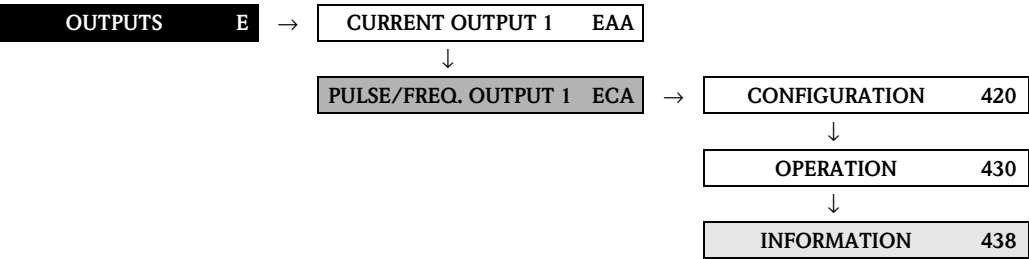 OUTPUTS E → CURRENT OUTPUT 1 EAA
↓
PULSE/FREQ. OUTPUT 1 ECA → CONFIGURATION 420
↓
OPERATION 430
↓
INFORMATION 438